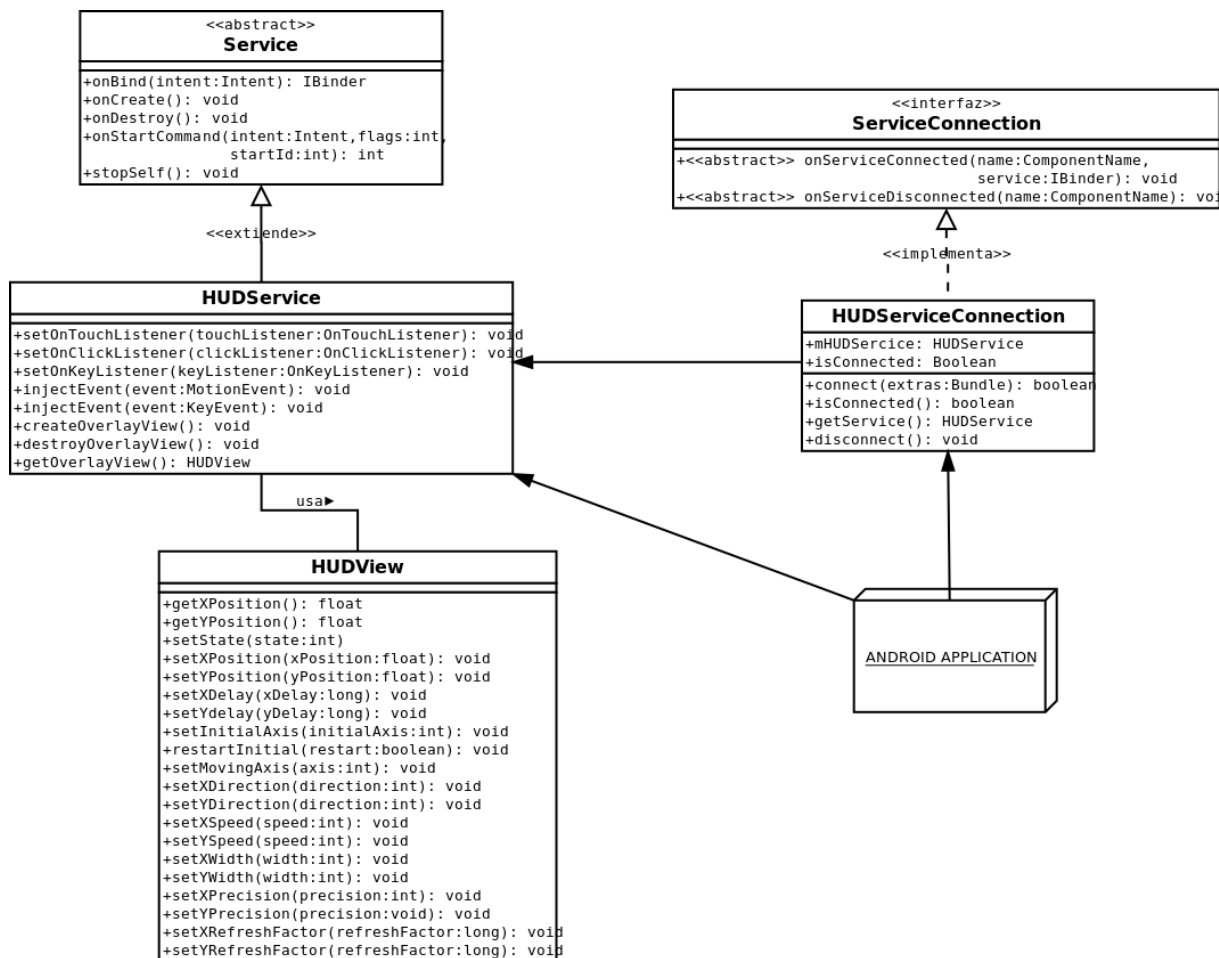 <<abstract>>
Service
+onBind(intent:Intent): IBinder
+onCreate(): void
+onDestroy(): void
+onStartCommand(intent:Intent,flags:int,
startId:int): int
+stopSelf(): void
<<extiende>>
<<interfaz>>
ServiceConnection
+<<abstract>> onServiceConnected(name:ComponentName,
service:IBinder): void
+<<abstract>> onServiceDisconnected(name:ComponentName): voi
<<implementa>>
HUDService
+setOnTouchListener(touchListener:OnTouchListener): void
+setOnClickListener(clickListener:OnClickListener): void
+setOnKeyListener(keyListener:OnKeyListener): void
+injectEvent(event:MotionEvent): void
+injectEvent(event:KeyEvent): void
+createOverlayView(): void
+destroyOverlayView(): void
+getOverlayView(): HUDView
HUDServiceConnection
+mHUDSercice: HUDService
+isConnected: Boolean
+connect(extras:Bundle): boolean
+isConnected(): boolean
+getService(): HUDService
+disconnect(): void
usa►
HUDView
+getXPosition(): float
+getYPosition(): float
+setState(state:int)
+setXPosition(xPosition:float): void
+setYPosition(yPosition:float): void
+setXDelay(xDelay:long): void
+setYdelay(yDelay:long): void
+setInitialAxis(initialAxis:int): void
+restartInitial(restart:boolean): void
+setMovingAxis(axis:int): void
+setXDirection(direction:int): void
+setYDirection(direction:int): void
+setXSpeed(speed:int): void
+setYSpeed(speed:int): void
+setXWidth(width:int): void
+setYWidth(width:int): void
+setXPrecision(precision:int): void
+setYPrecision(precision:void): void
+setXRefreshFactor(refreshFactor:long): void
+setYRefreshFactor(refreshFactor:long): void
ANDROID APPLICATION